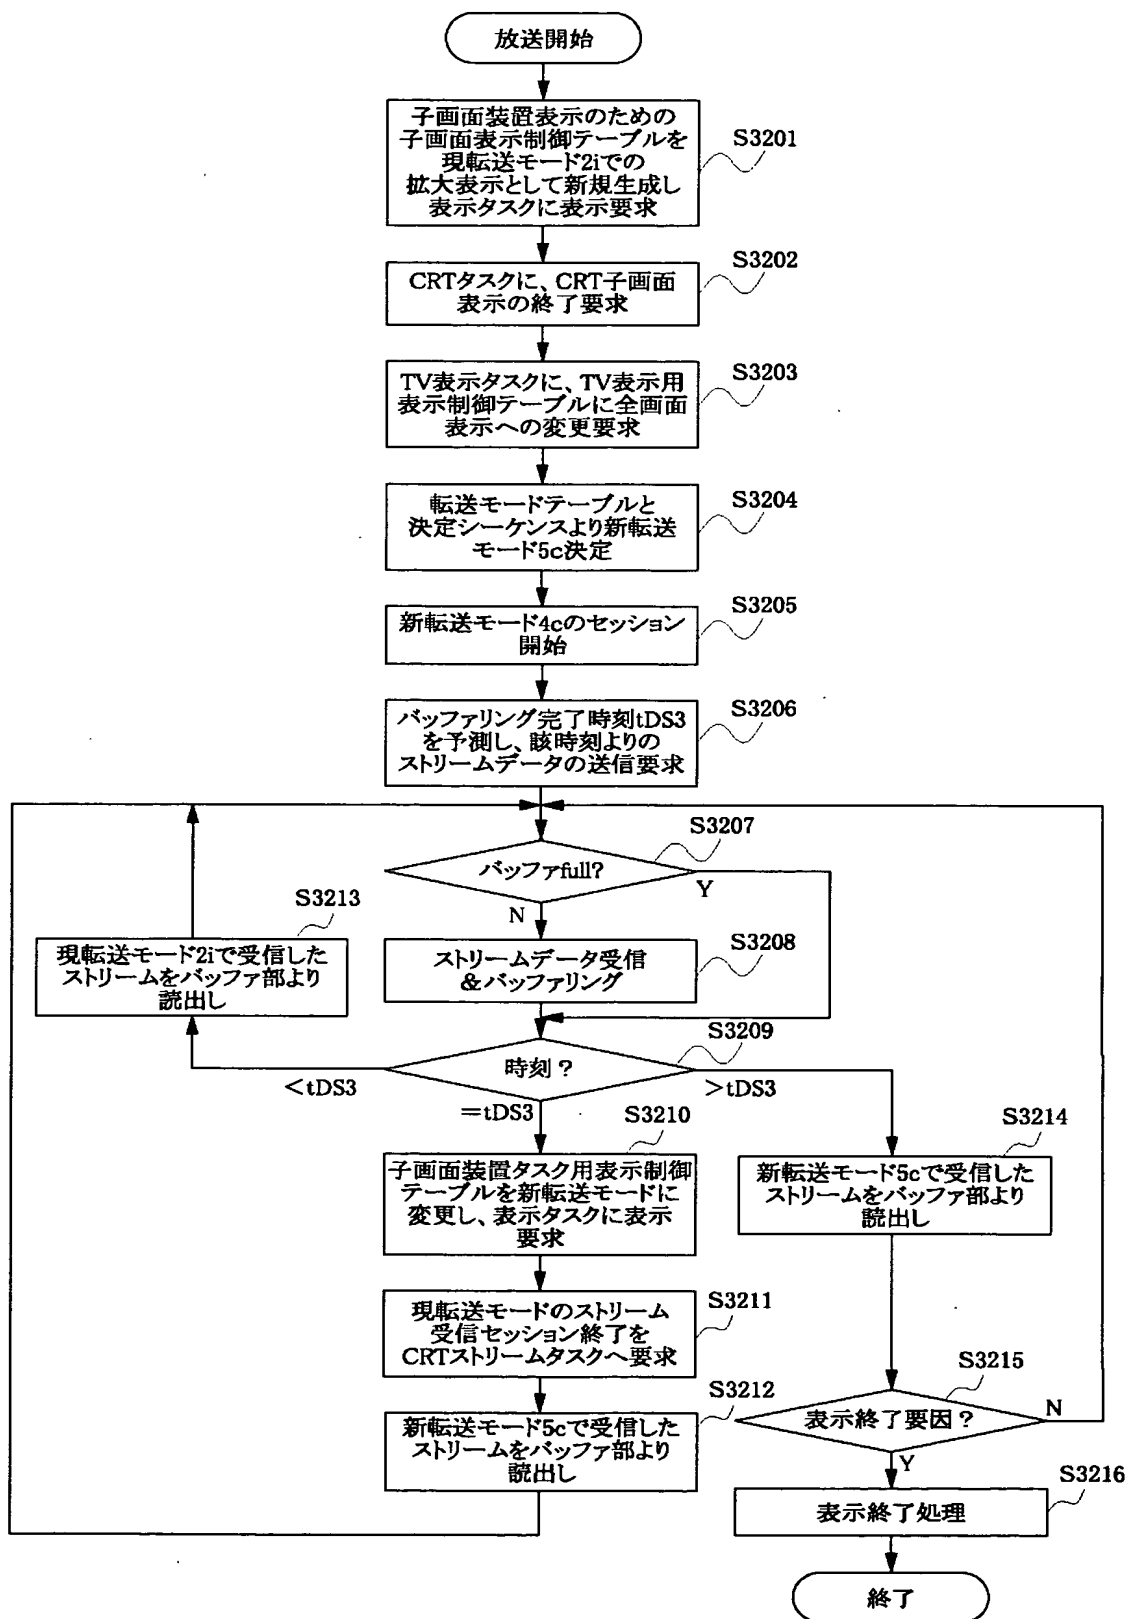 放送開始
子画面装置表示のための
子画面表示制御テーブルを
現転送モード2iでの
拡大表示として新規生成し
表示タスクに表示要求
S3201
CRTタスクに、CRT子画面
表示の終了要求
S3202
TV表示タスクに、TV表示用
表示制御テーブルに全画面
表示への変更要求
S3203
転送モードテーブルと
決定シーケンスより新転送
モード5c決定
S3204
新転送モード4cのセッション
開始
S3205
バッファリング完了時刻tDS3
を予測し、該時刻よりの
ストリームデータの送信要求
S3206
バッファfull?
S3207
Y
N
ストリームデータ受信
&バッファリング
S3208
S3213
現転送モード2iで受信した
ストリームをバッファ部より
読出し
時刻?
S3209
<tDS3
=tDS3
>tDS3
S3210
子画面装置タスク用表示制御
テーブルを新転送モードに
変更し、表示タスクに表示
要求
S3214
新転送モード5cで受信した
ストリームをバッファ部より
読出し
現転送モードのストリーム
受信セッション終了を
CRTストリームタスクへ要求
S3211
新転送モード5cで受信した
ストリームをバッファ部より
読出し
S3212
S3215
表示終了要因?
N
Y
表示終了処理
S3216
終了